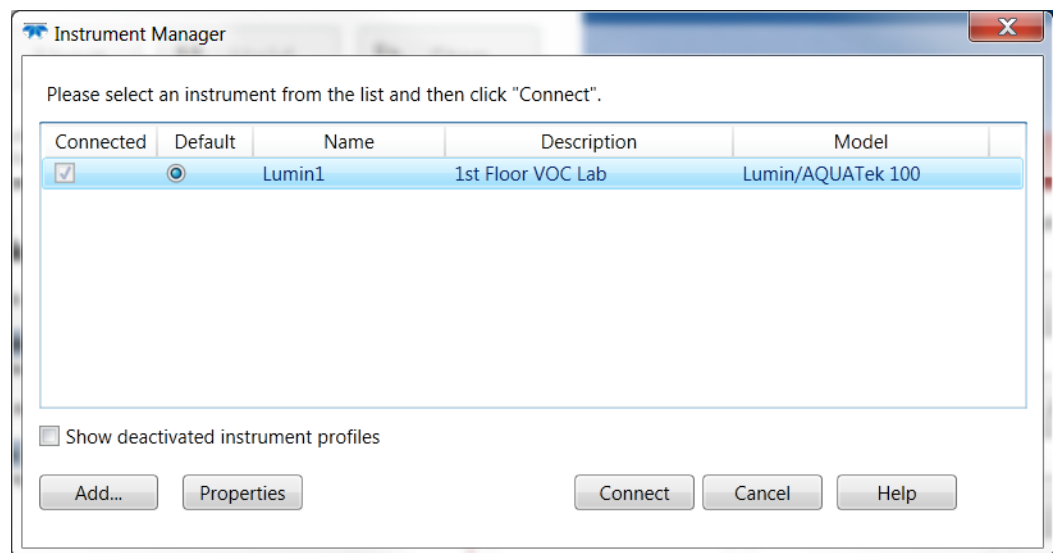 Instrument Manager
Please select an instrument from the list and then click "Connect".
Connected Default Name Description Model
Lumin1 1st Floor VOC Lab Lumin/AQUATek 100
Show deactivated instrument profiles
Add... Properties Connect Cancel Help